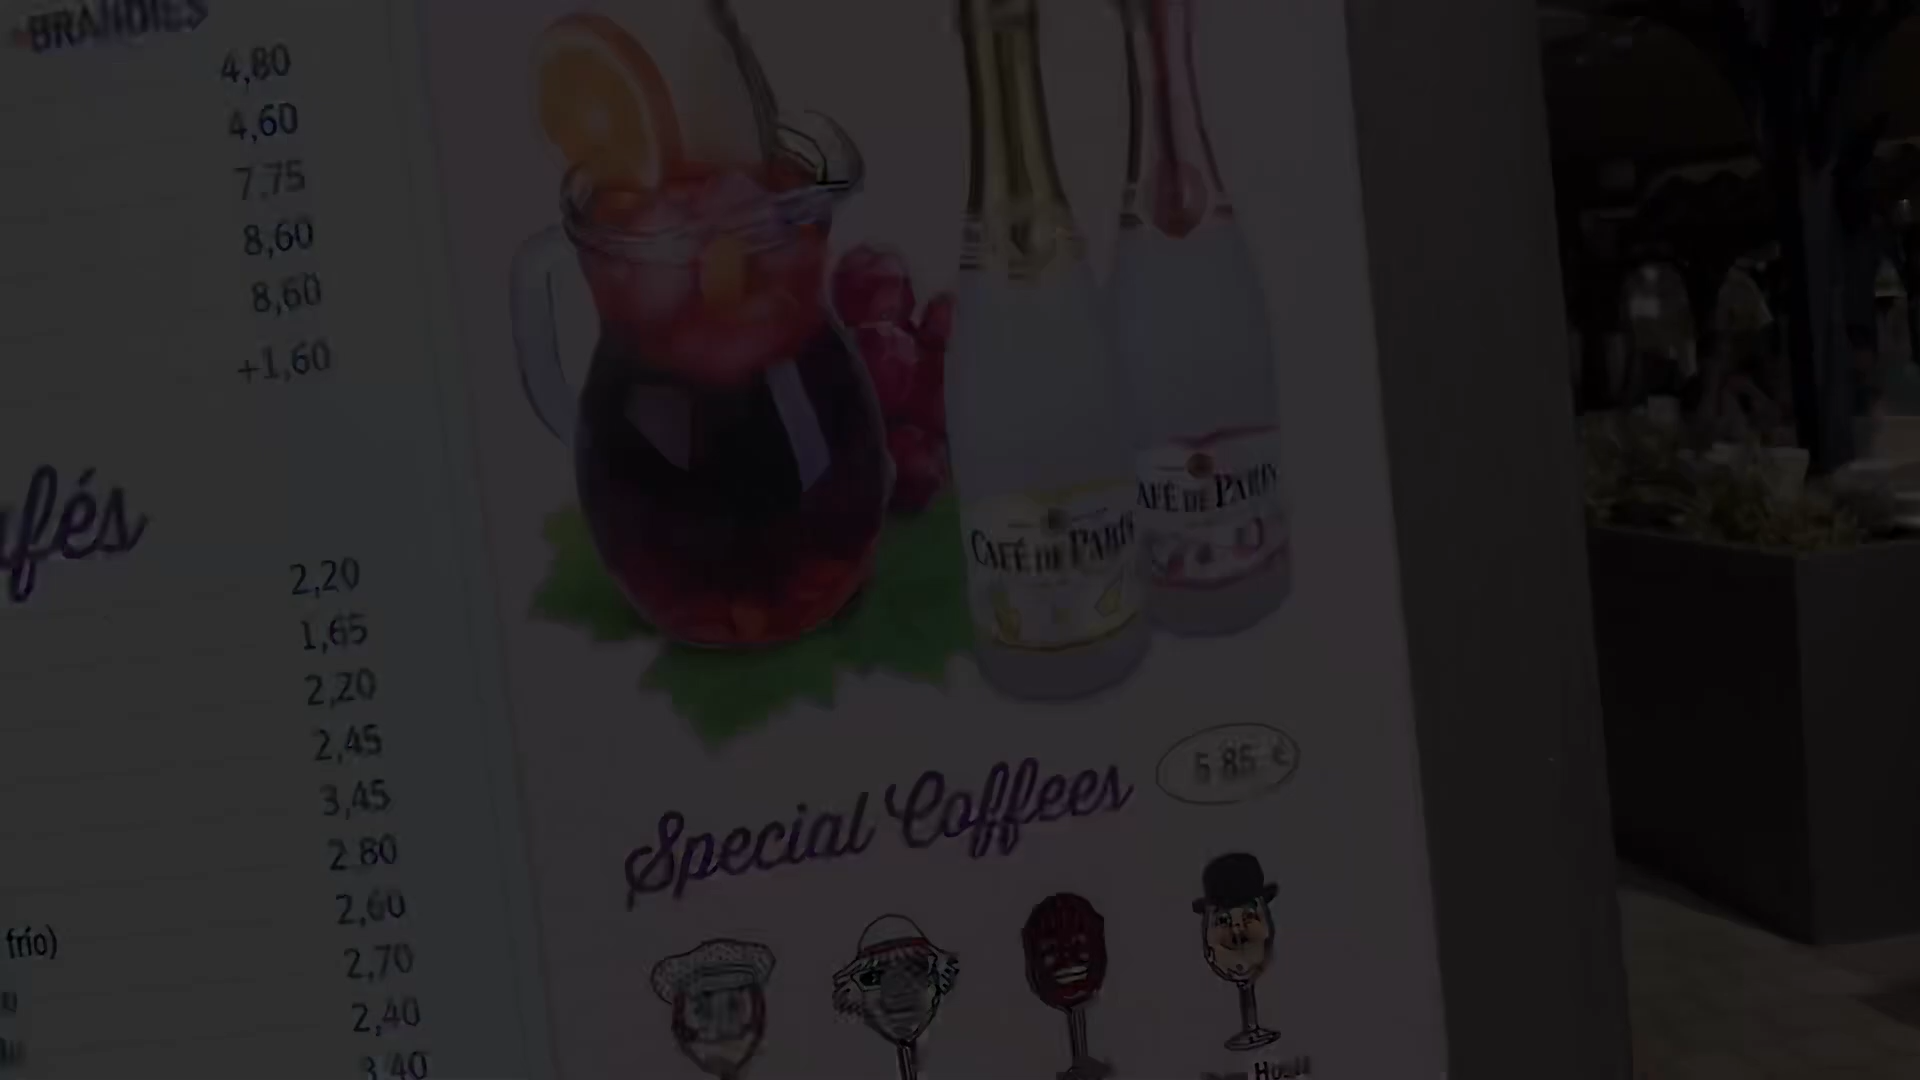 BRANDIES
4,80
4,60
7,75
8,60
8,60
+1,60
afés
2,20
1,65
2,20
2,45
3,45
2,80
2,60
frío)
2,70
2,40
3,40
CAFÉ DE PARIS
CAFÉ DE PARIS
Special Coffees
5,85 €